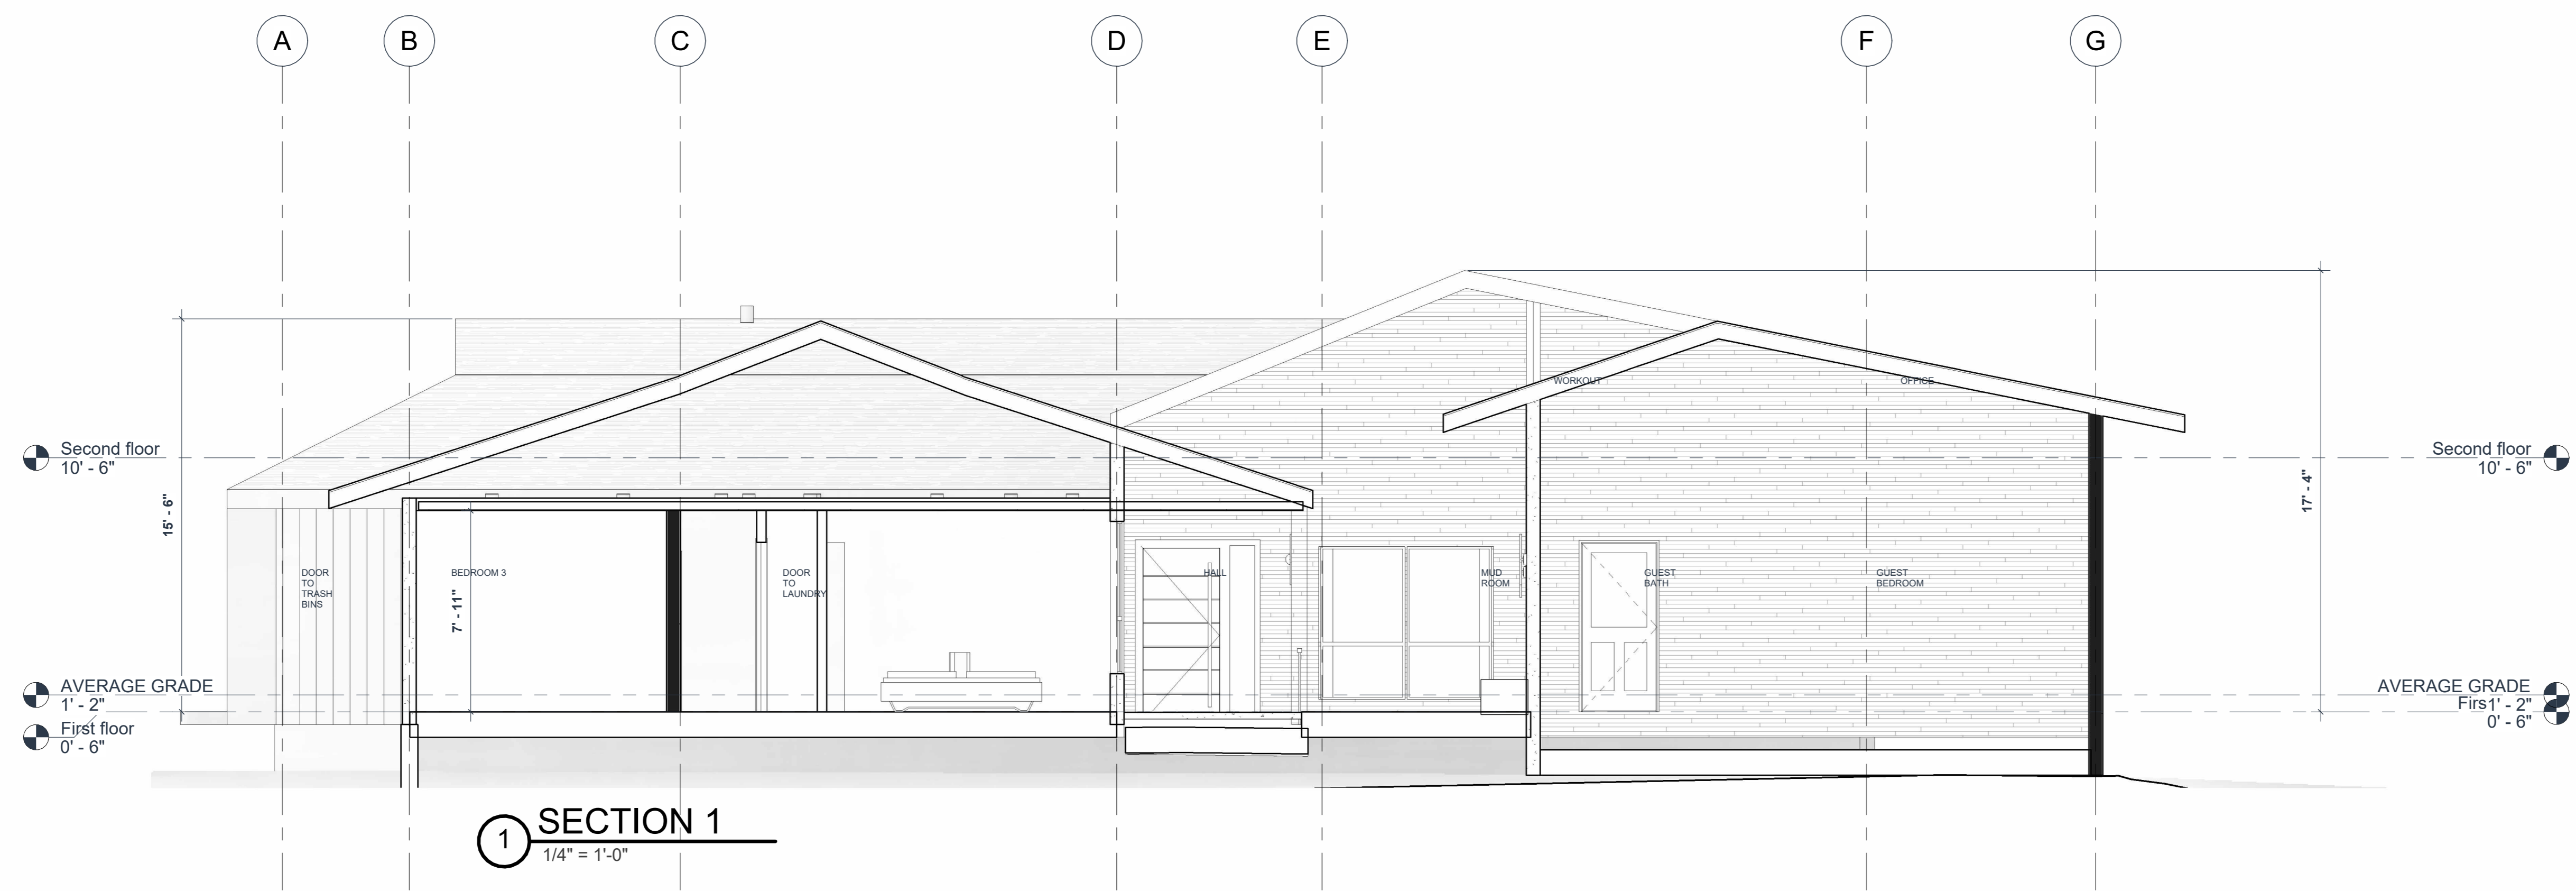 A
B
C
D
E
F
G
WORKOUT
OFFICE
Second floor
10' - 6"
Second floor
10' - 6"
15' - 6"
17' - 4"
7' - 11"
DOOR
TO
TRASH
BINS
BEDROOM 3
DOOR
TO
LAUNDRY
HALL
MUD
ROOM
GUEST
BATH
GUEST
BEDROOM
AVERAGE GRADE
1' - 2"
First floor
0' - 6"
AVERAGE GRADE
Firs1' - 2"
0' - 6"
1
SECTION 1
1/4" = 1'-0"